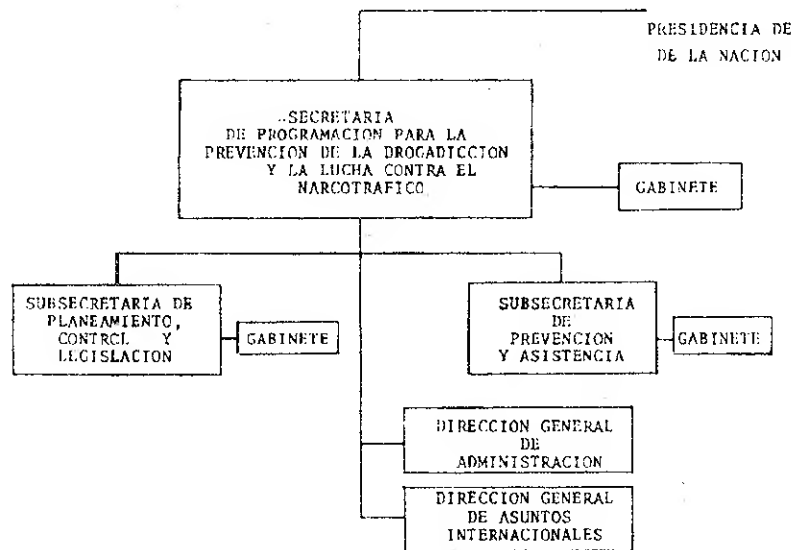 PRESIDENCIA DE
DE LA NACION
SECRETARIA
DE PROGRAMACION PARA LA
PREVENCION DE LA DROGADICCION
Y LA LUCHA CONTRA EL
NARCOTRAFICO
GABINETE
SUBSECRETARIA DE
PLANEAMIENTO,
CONTROL Y
LEGISLACION
GABINETE
SUBSECRETARIA
DE
PREVENCION
Y ASISTENCIA
GABINETE
DIRECCION GENERAL
DE
ADMINISTRACION
DIRECCION GENERAL
DE ASUNTOS
INTERNACIONALES